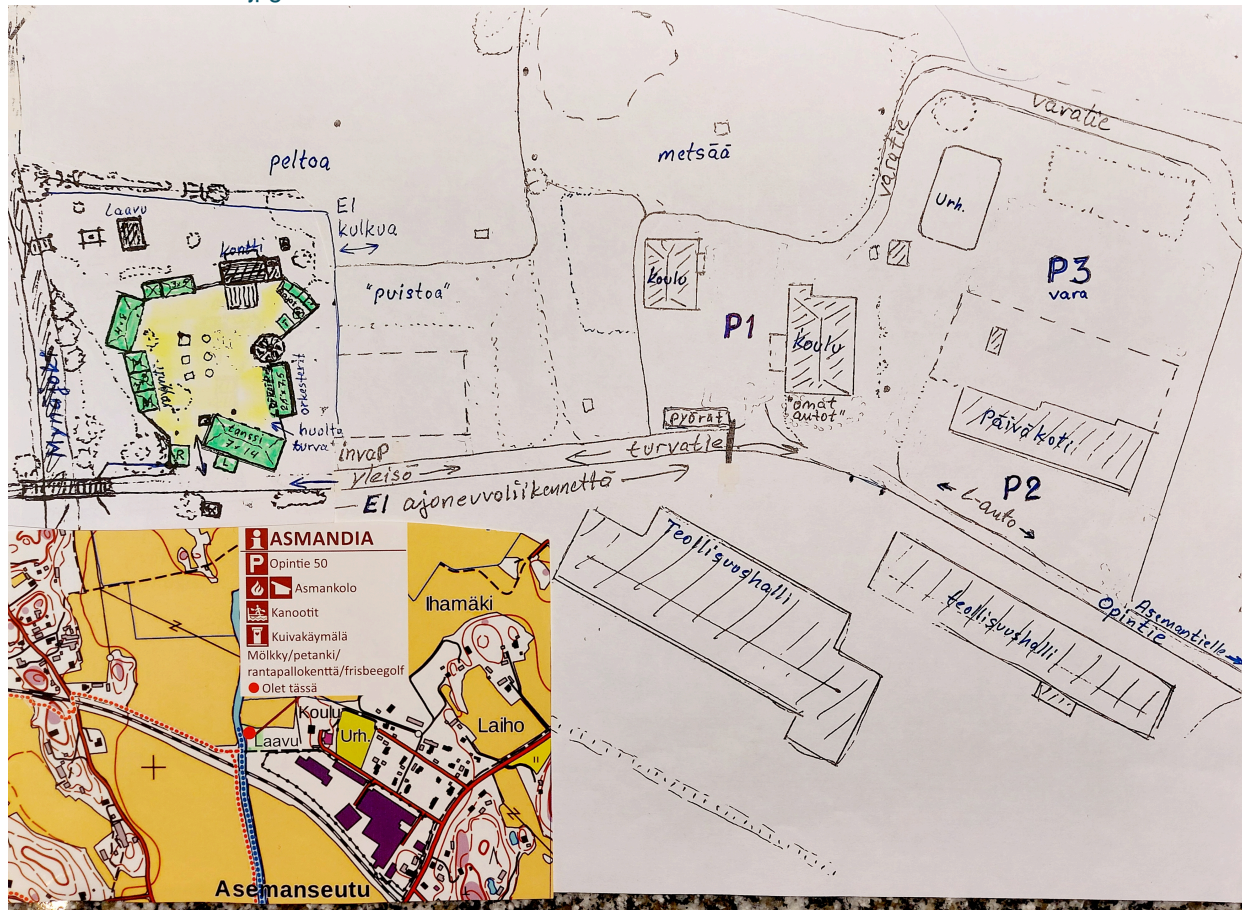 peltoa
metsää
varatie
varatie
Laavu
EI
kulkua
kontti
Urh.
"puistoa"
koulu
P3
vara
P1
koulu
Mynäjoki
orkesterit
pyörät
"omat
autot"
Päiväkoti
huolto
turva
tanssi
7x14
R
L
invaP
turvatie
yleisö
EI ajoneuvoliikennettä
P2
L-auto
Teollisuushalli
teollisuushalli
Asemantielle
Opintie
ASMANDIA
P Opintie 50
Asmankolo
Kanootit
Kuivakäymälä
Mölkky/petanki/
rantapallokenttä/frisbeegolf
Olet tässä
Ihamäki
Koulu
Urh.
Laavu
Laiho
Asemanseutu